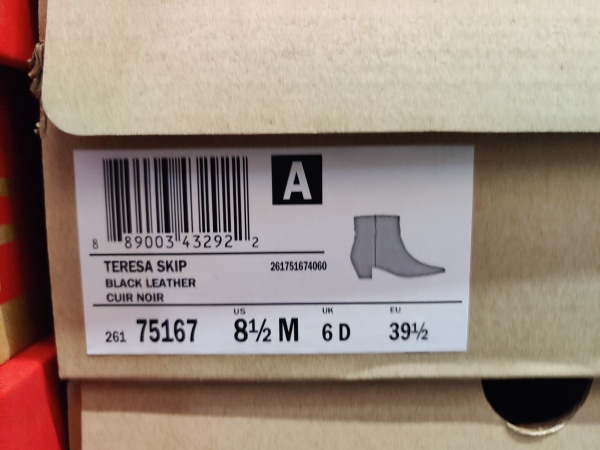 A
8 89003 43292 2
TERESA SKIP 261751674060
BLACK LEATHER
CUIR NOIR
US UK EU
261 75167 8½ M 6 D 39½